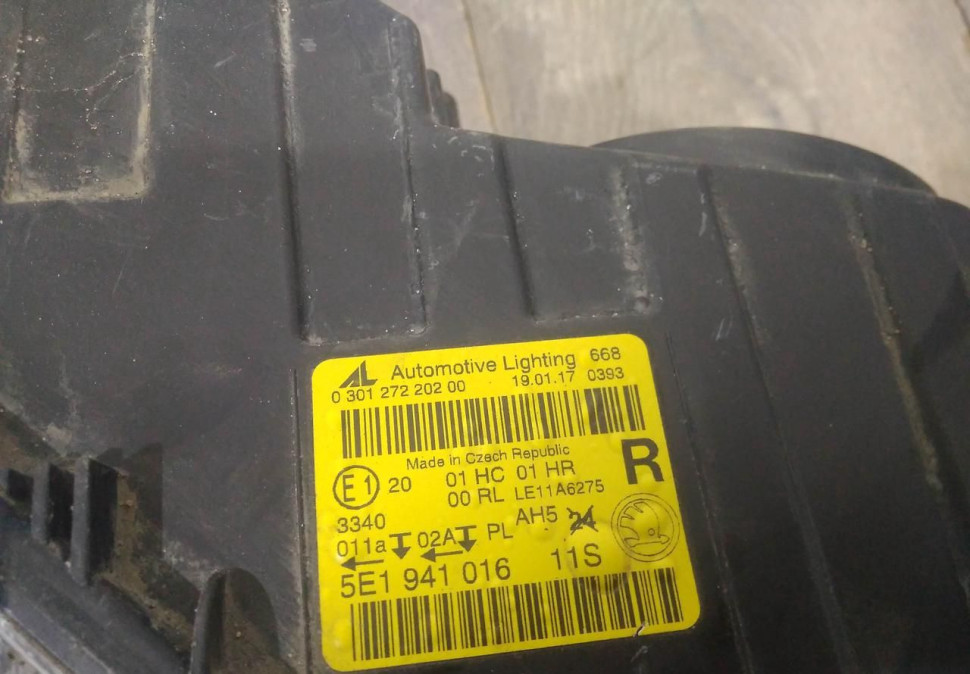 AL Automotive Lighting 668
0 301 272 202 00 19.01.17 0393
Made in Czech Republic
E1 20 01 HC 01 HR R
00 RL LE11A6275
3340 AH5
011a 02A PL
5E1 941 016 11S